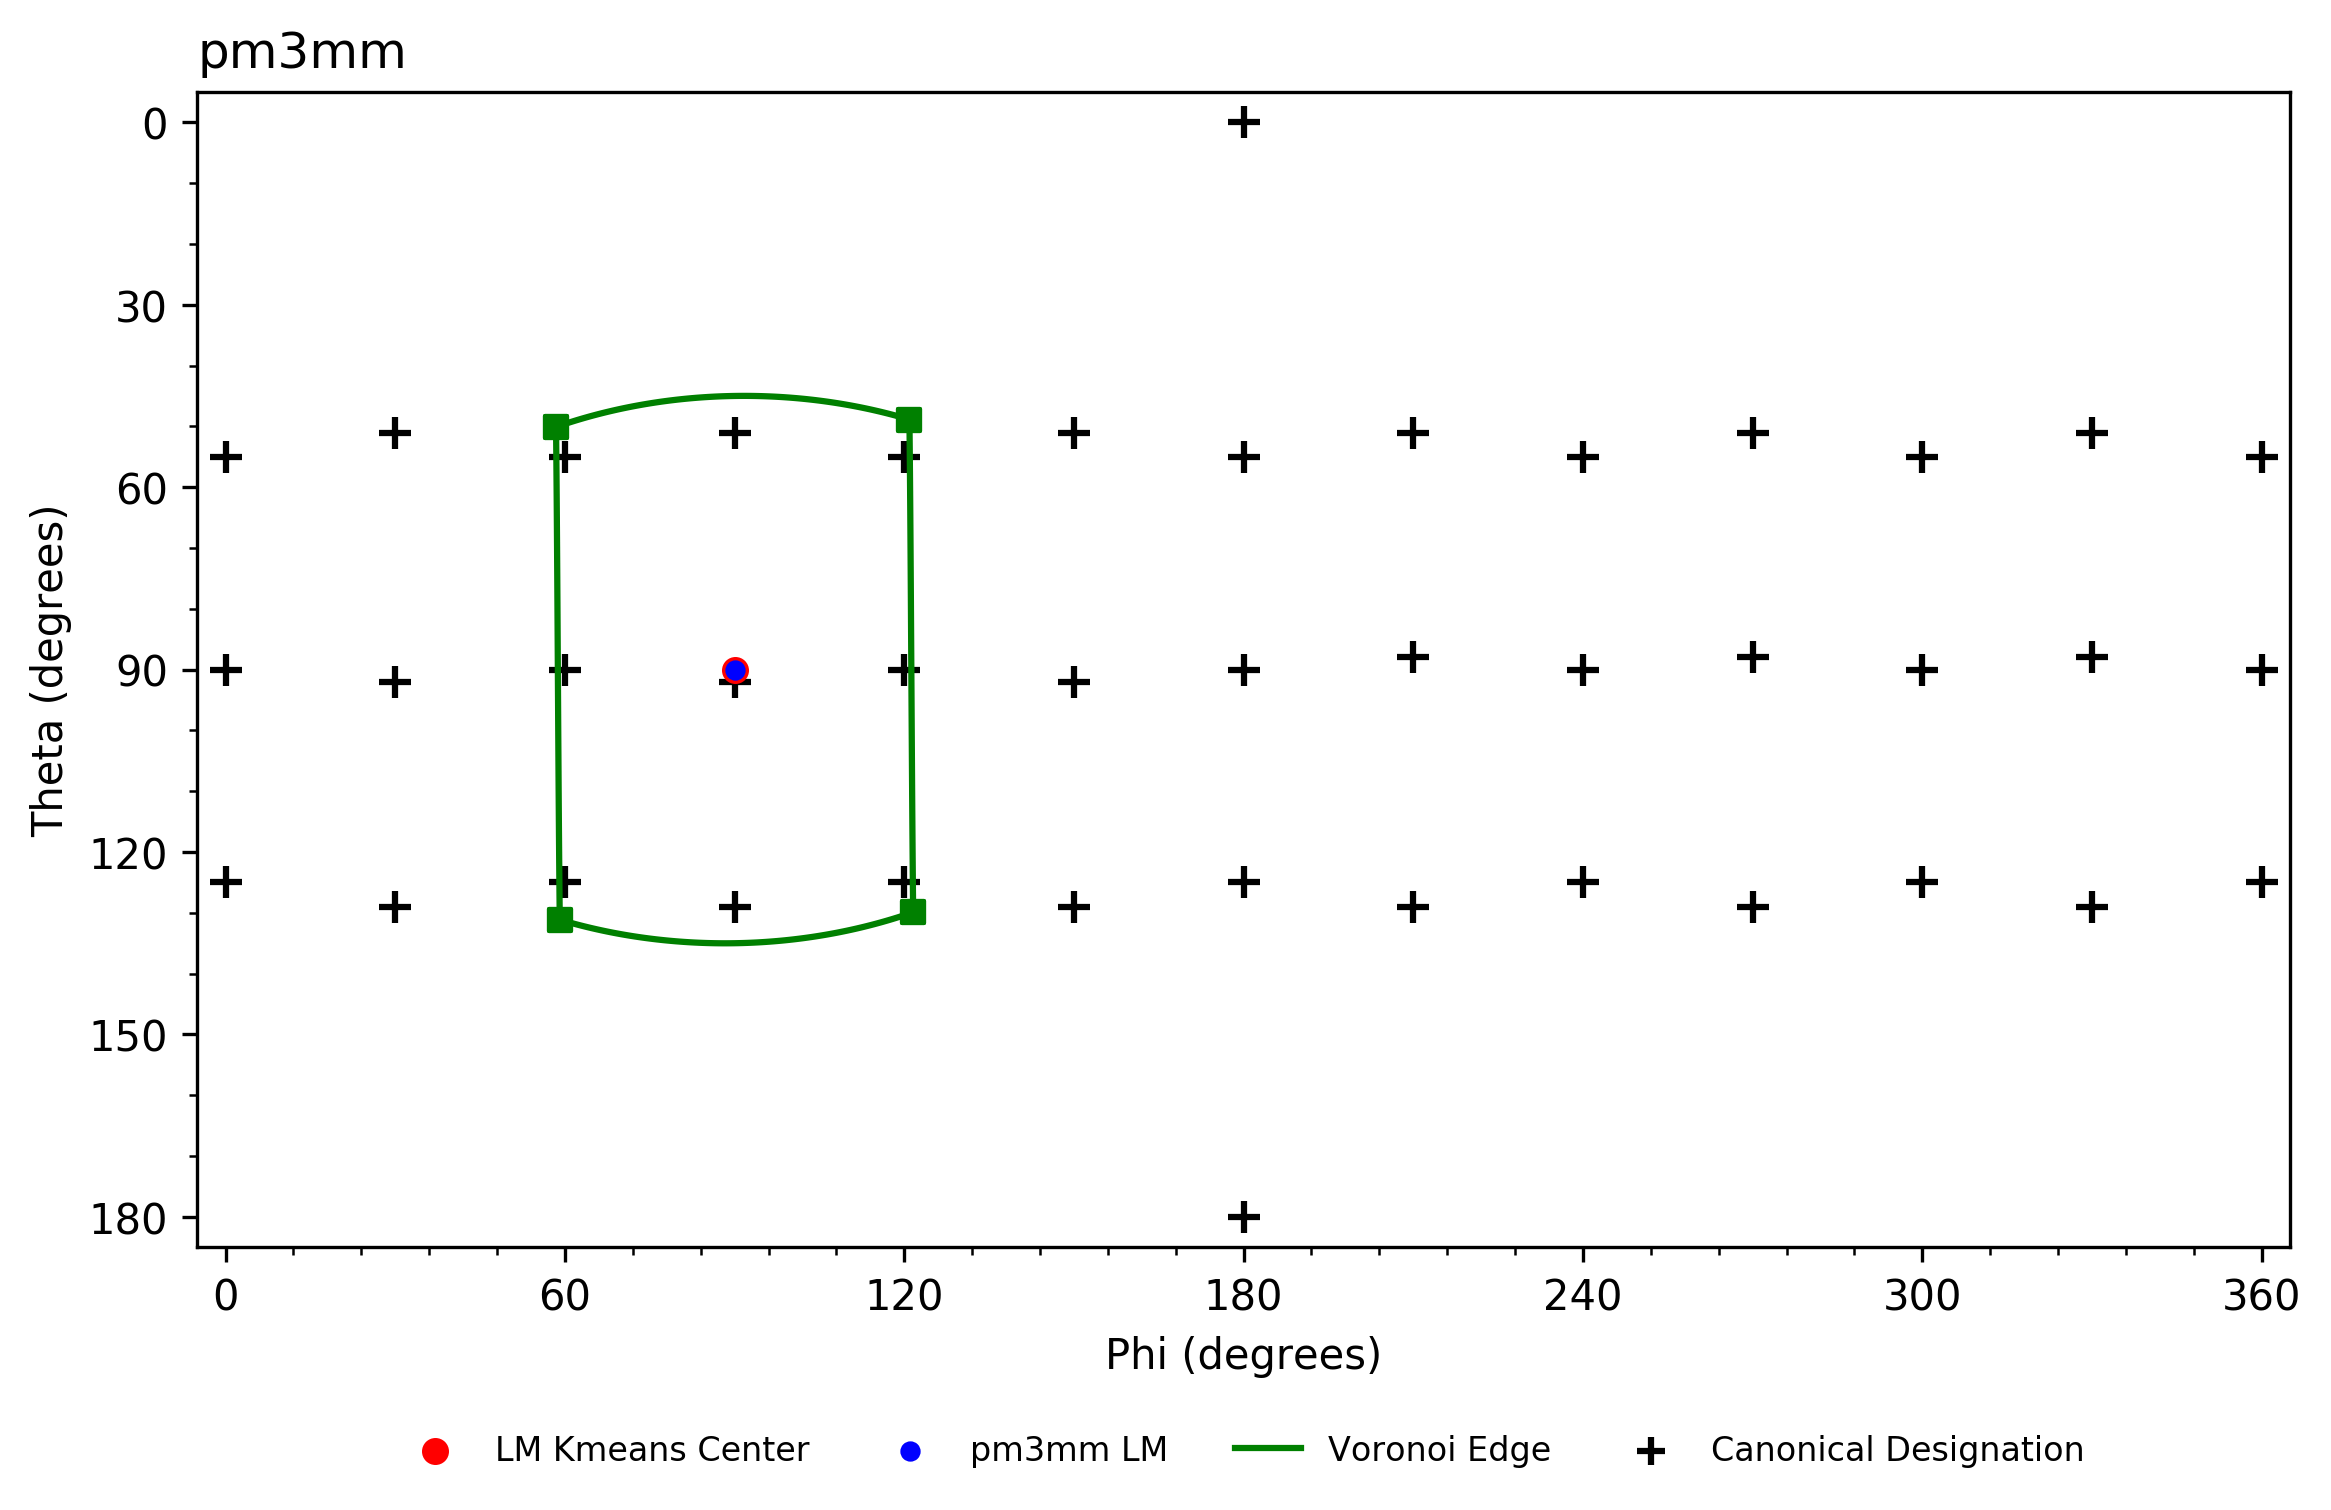 pm3mm
0
30
60
90
120
150
180
Theta (degrees)
0 60 120 180 240 300 360
Phi (degrees)
LM Kmeans Center pm3mm LM Voronoi Edge Canonical Designation